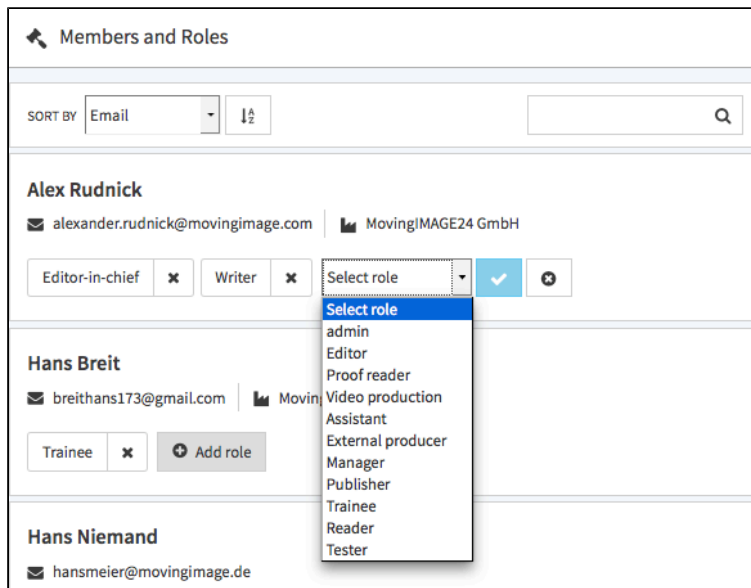 Members and Roles
SORT BY Email
Alex Rudnick
alexander.rudnick@movingimage.com MovingIMAGE24 GmbH
Editor-in-chief Writer Select role
Select role
admin
Editor
Proof reader
Video production
Assistant
External producer
Manager
Publisher
Trainee
Reader
Tester
Hans Breit
breithans173@gmail.com
Trainee Add role
Hans Niemand
hansmeier@movingimage.de